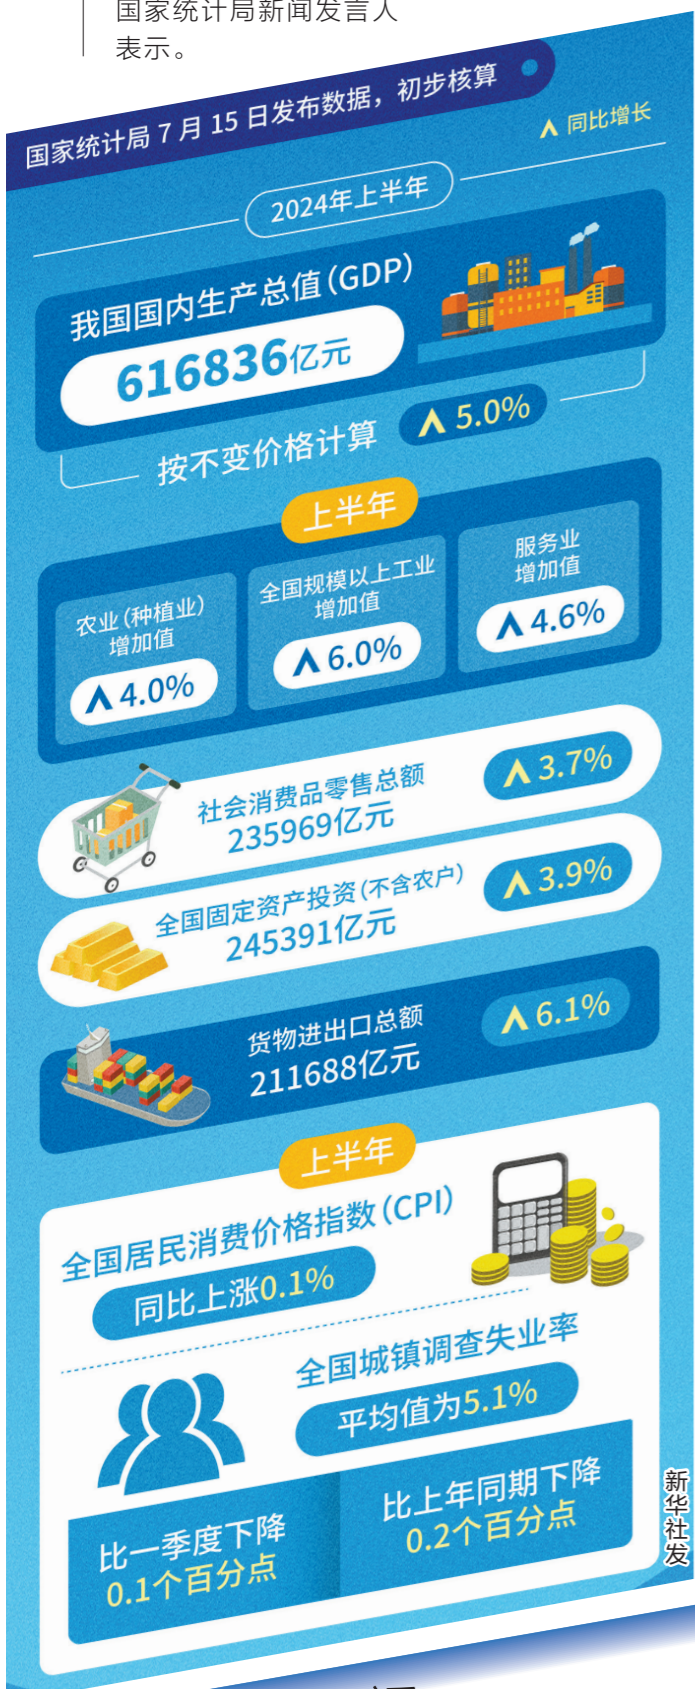 国家统计局新闻发言人
表示。
国家统计局7月15日发布数据，初步核算
同比增长
2024年上半年
我国国内生产总值(GDP)
616836亿元
按不变价格计算
5.0%
上半年
农业(种植业)
增加值
4.0%
全国规模以上工业
增加值
6.0%
服务业
增加值
4.6%
社会消费品零售总额
235969亿元
3.7%
全国固定资产投资(不含农户)
245391亿元
3.9%
货物进出口总额
211688亿元
6.1%
上半年
全国居民消费价格指数(CPI)
同比上涨0.1%
全国城镇调查失业率
平均值为5.1%
比一季度下降
0.1个百分点
比上年同期下降
0.2个百分点
新华社发